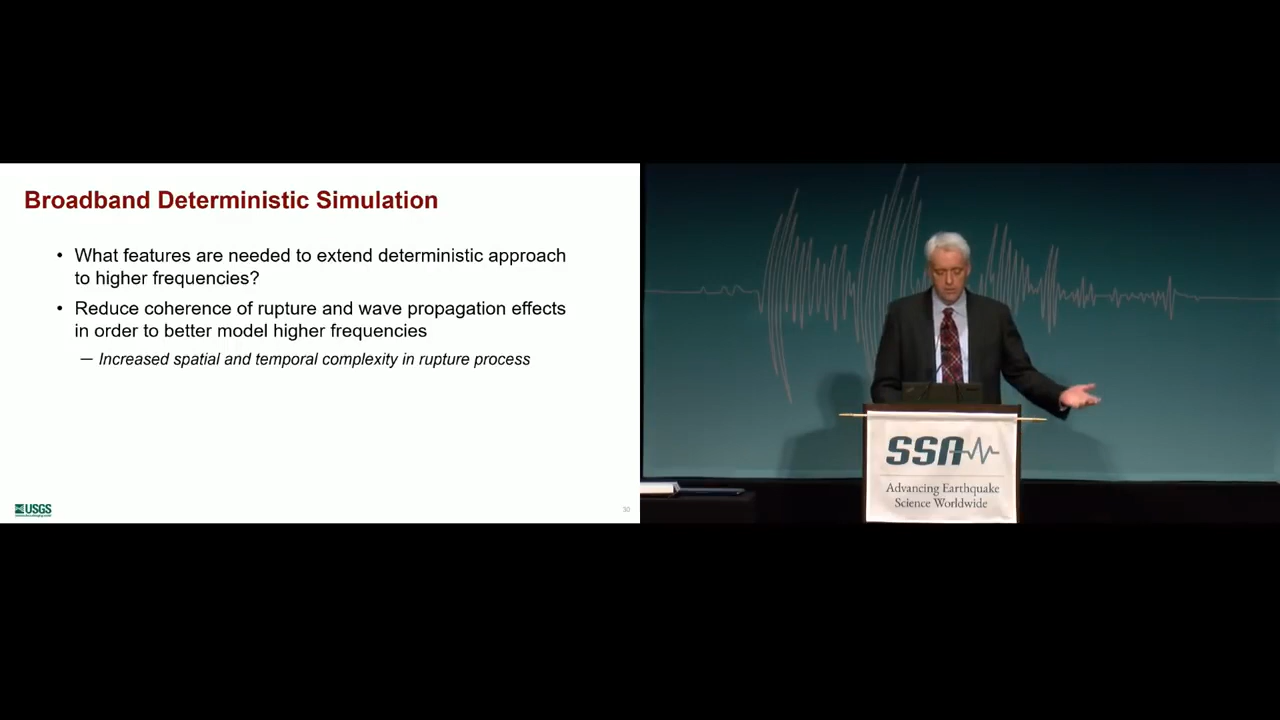 Broadband Deterministic Simulation
• What features are needed to extend deterministic approach
to higher frequencies?
• Reduce coherence of rupture and wave propagation effects
in order to better model higher frequencies
— Increased spatial and temporal complexity in rupture process
USGS
30
SSA
Advancing Earthquake
Science Worldwide